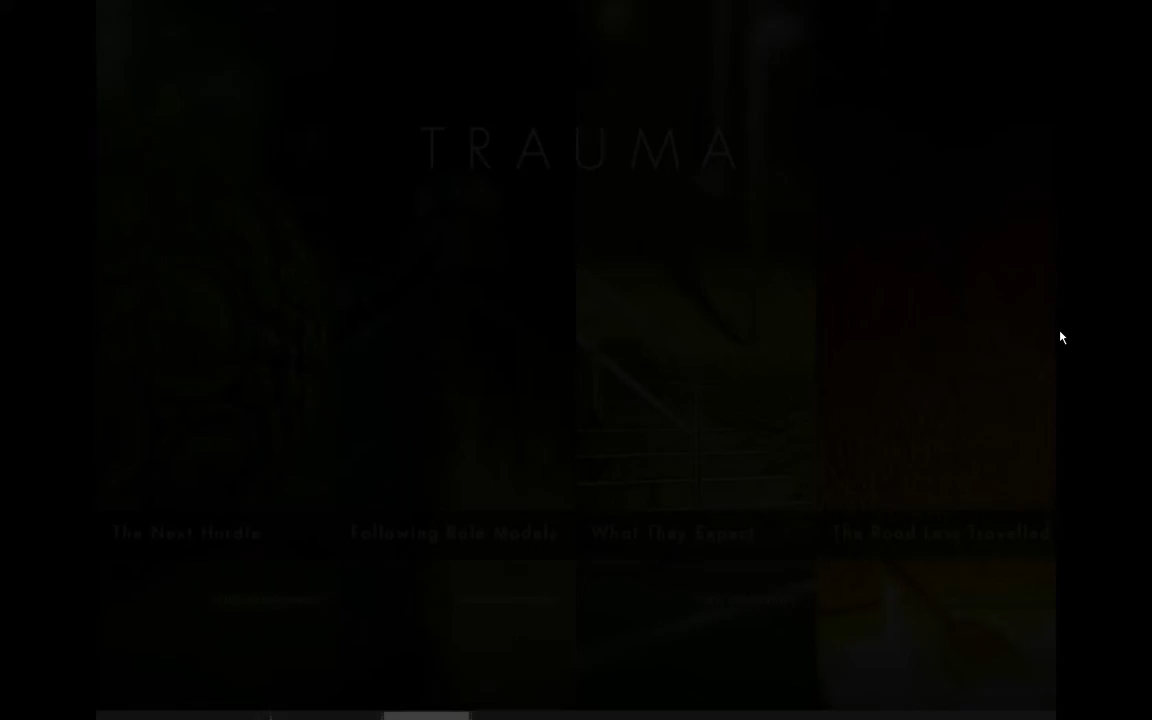 TRAUMA
The Next Hurdle
Following Role Models
What They Expect
The Road Less Travelled